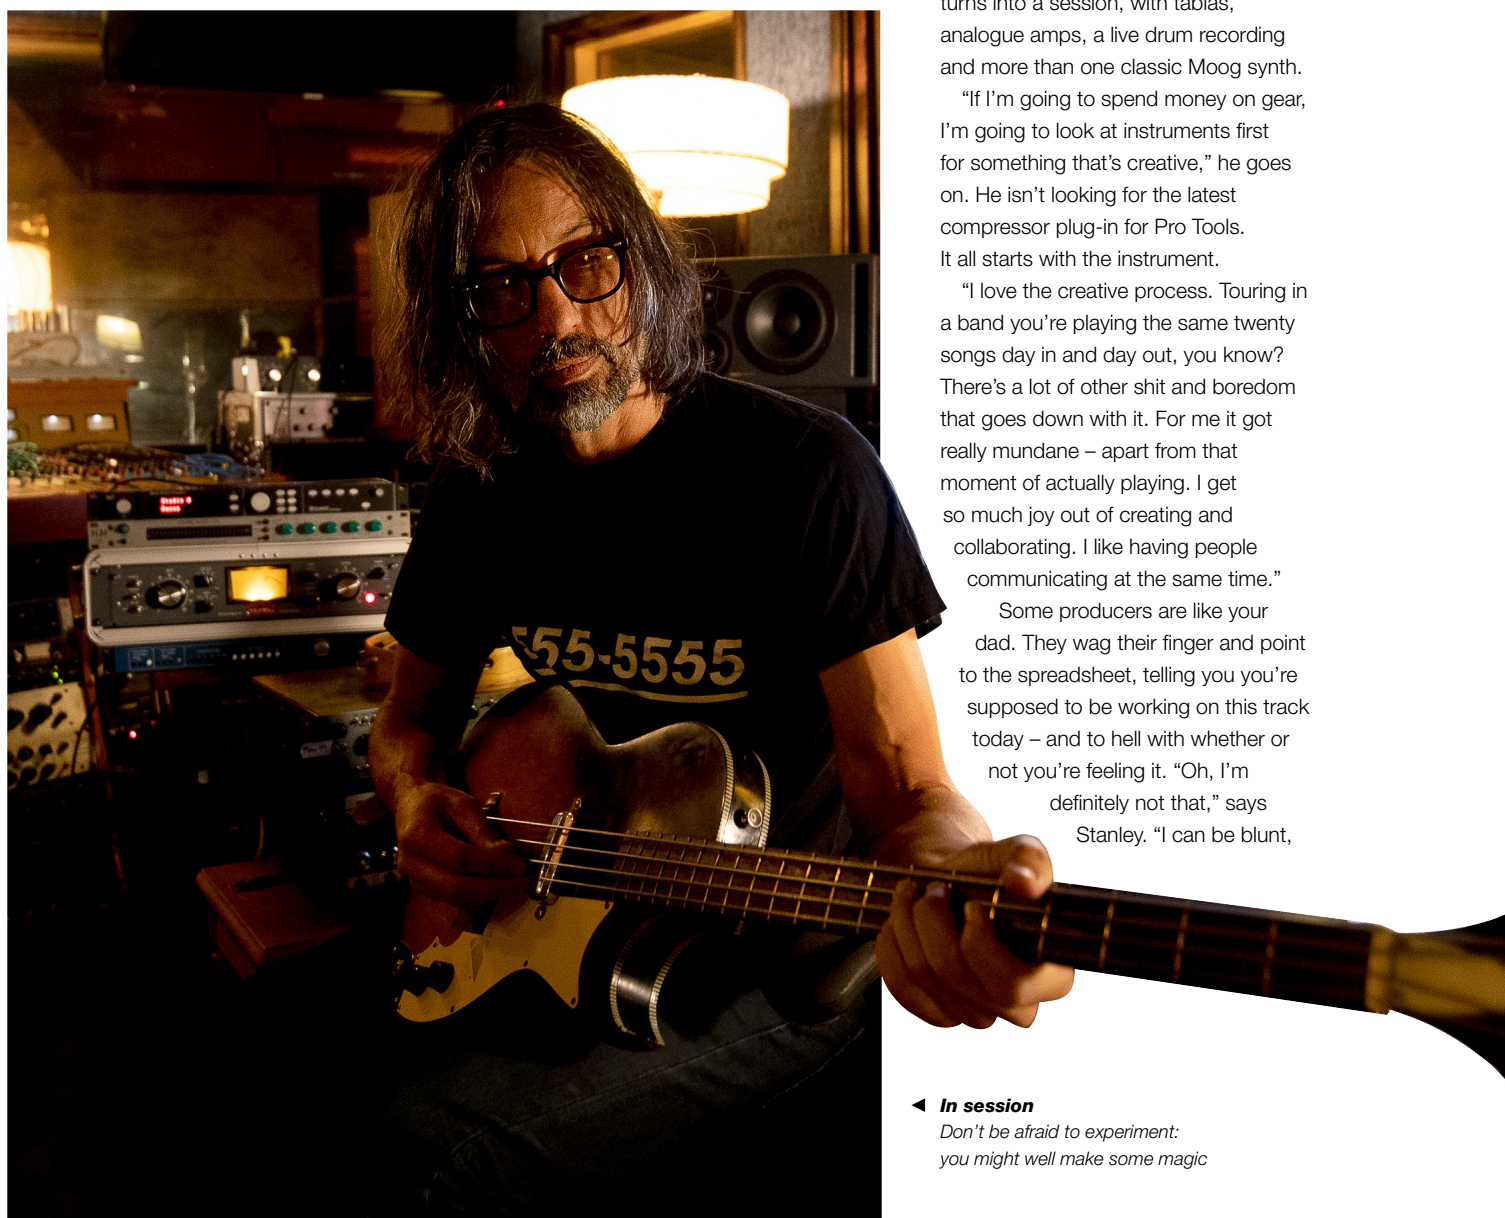 turns into a session, with tablas,
analogue amps, a live drum recording
and more than one classic Moog synth.
“If I’m going to spend money on gear,
I’m going to look at instruments first
for something that’s creative,” he goes
on. He isn’t looking for the latest
compressor plug-in for Pro Tools.
It all starts with the instrument.
“I love the creative process. Touring in
a band you’re playing the same twenty
songs day in and day out, you know?
There’s a lot of other shit and boredom
that goes down with it. For me it got
really mundane – apart from that
moment of actually playing. I get
so much joy out of creating and
collaborating. I like having people
communicating at the same time.”
Some producers are like your
dad. They wag their finger and point
to the spreadsheet, telling you you’re
supposed to be working on this track
today – and to hell with whether or
not you’re feeling it. “Oh, I’m
definitely not that,” says
Stanley. “I can be blunt,
555-5555
In session
Don’t be afraid to experiment:
you might well make some magic